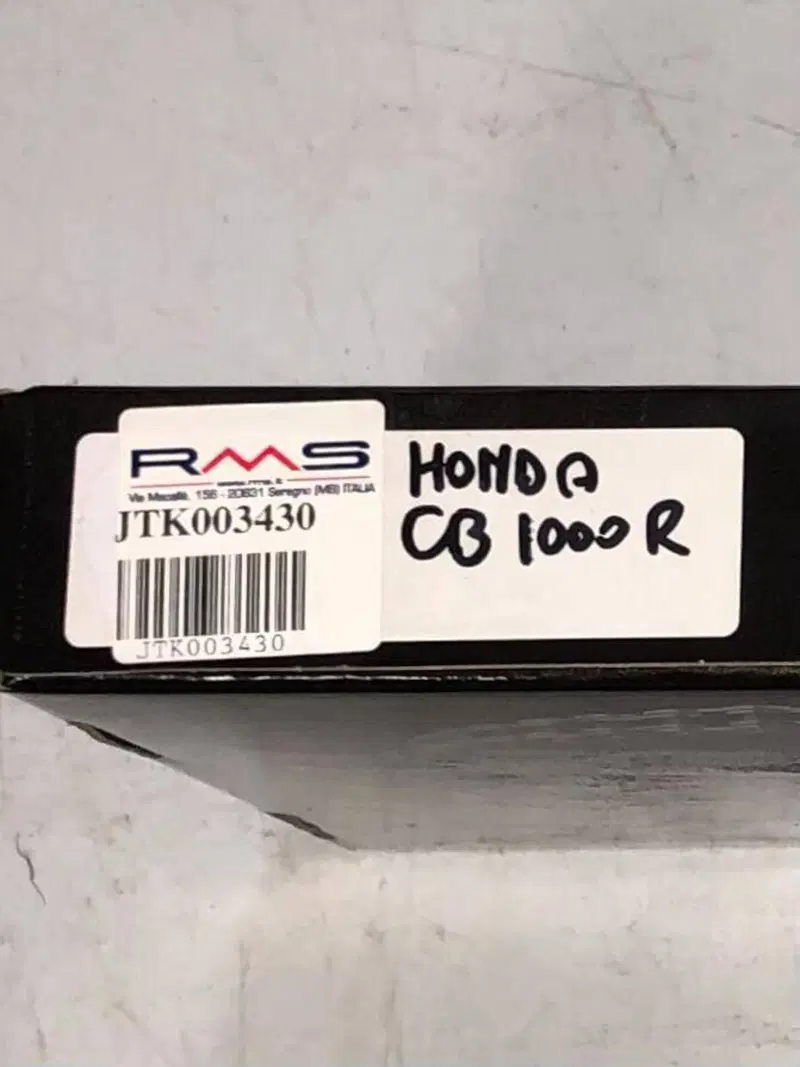 RMS
Via Macallè, 156 - 20831 Seregno (MB) ITALIA
JTK003430
JTK003430
HONDA
CB 1000 R